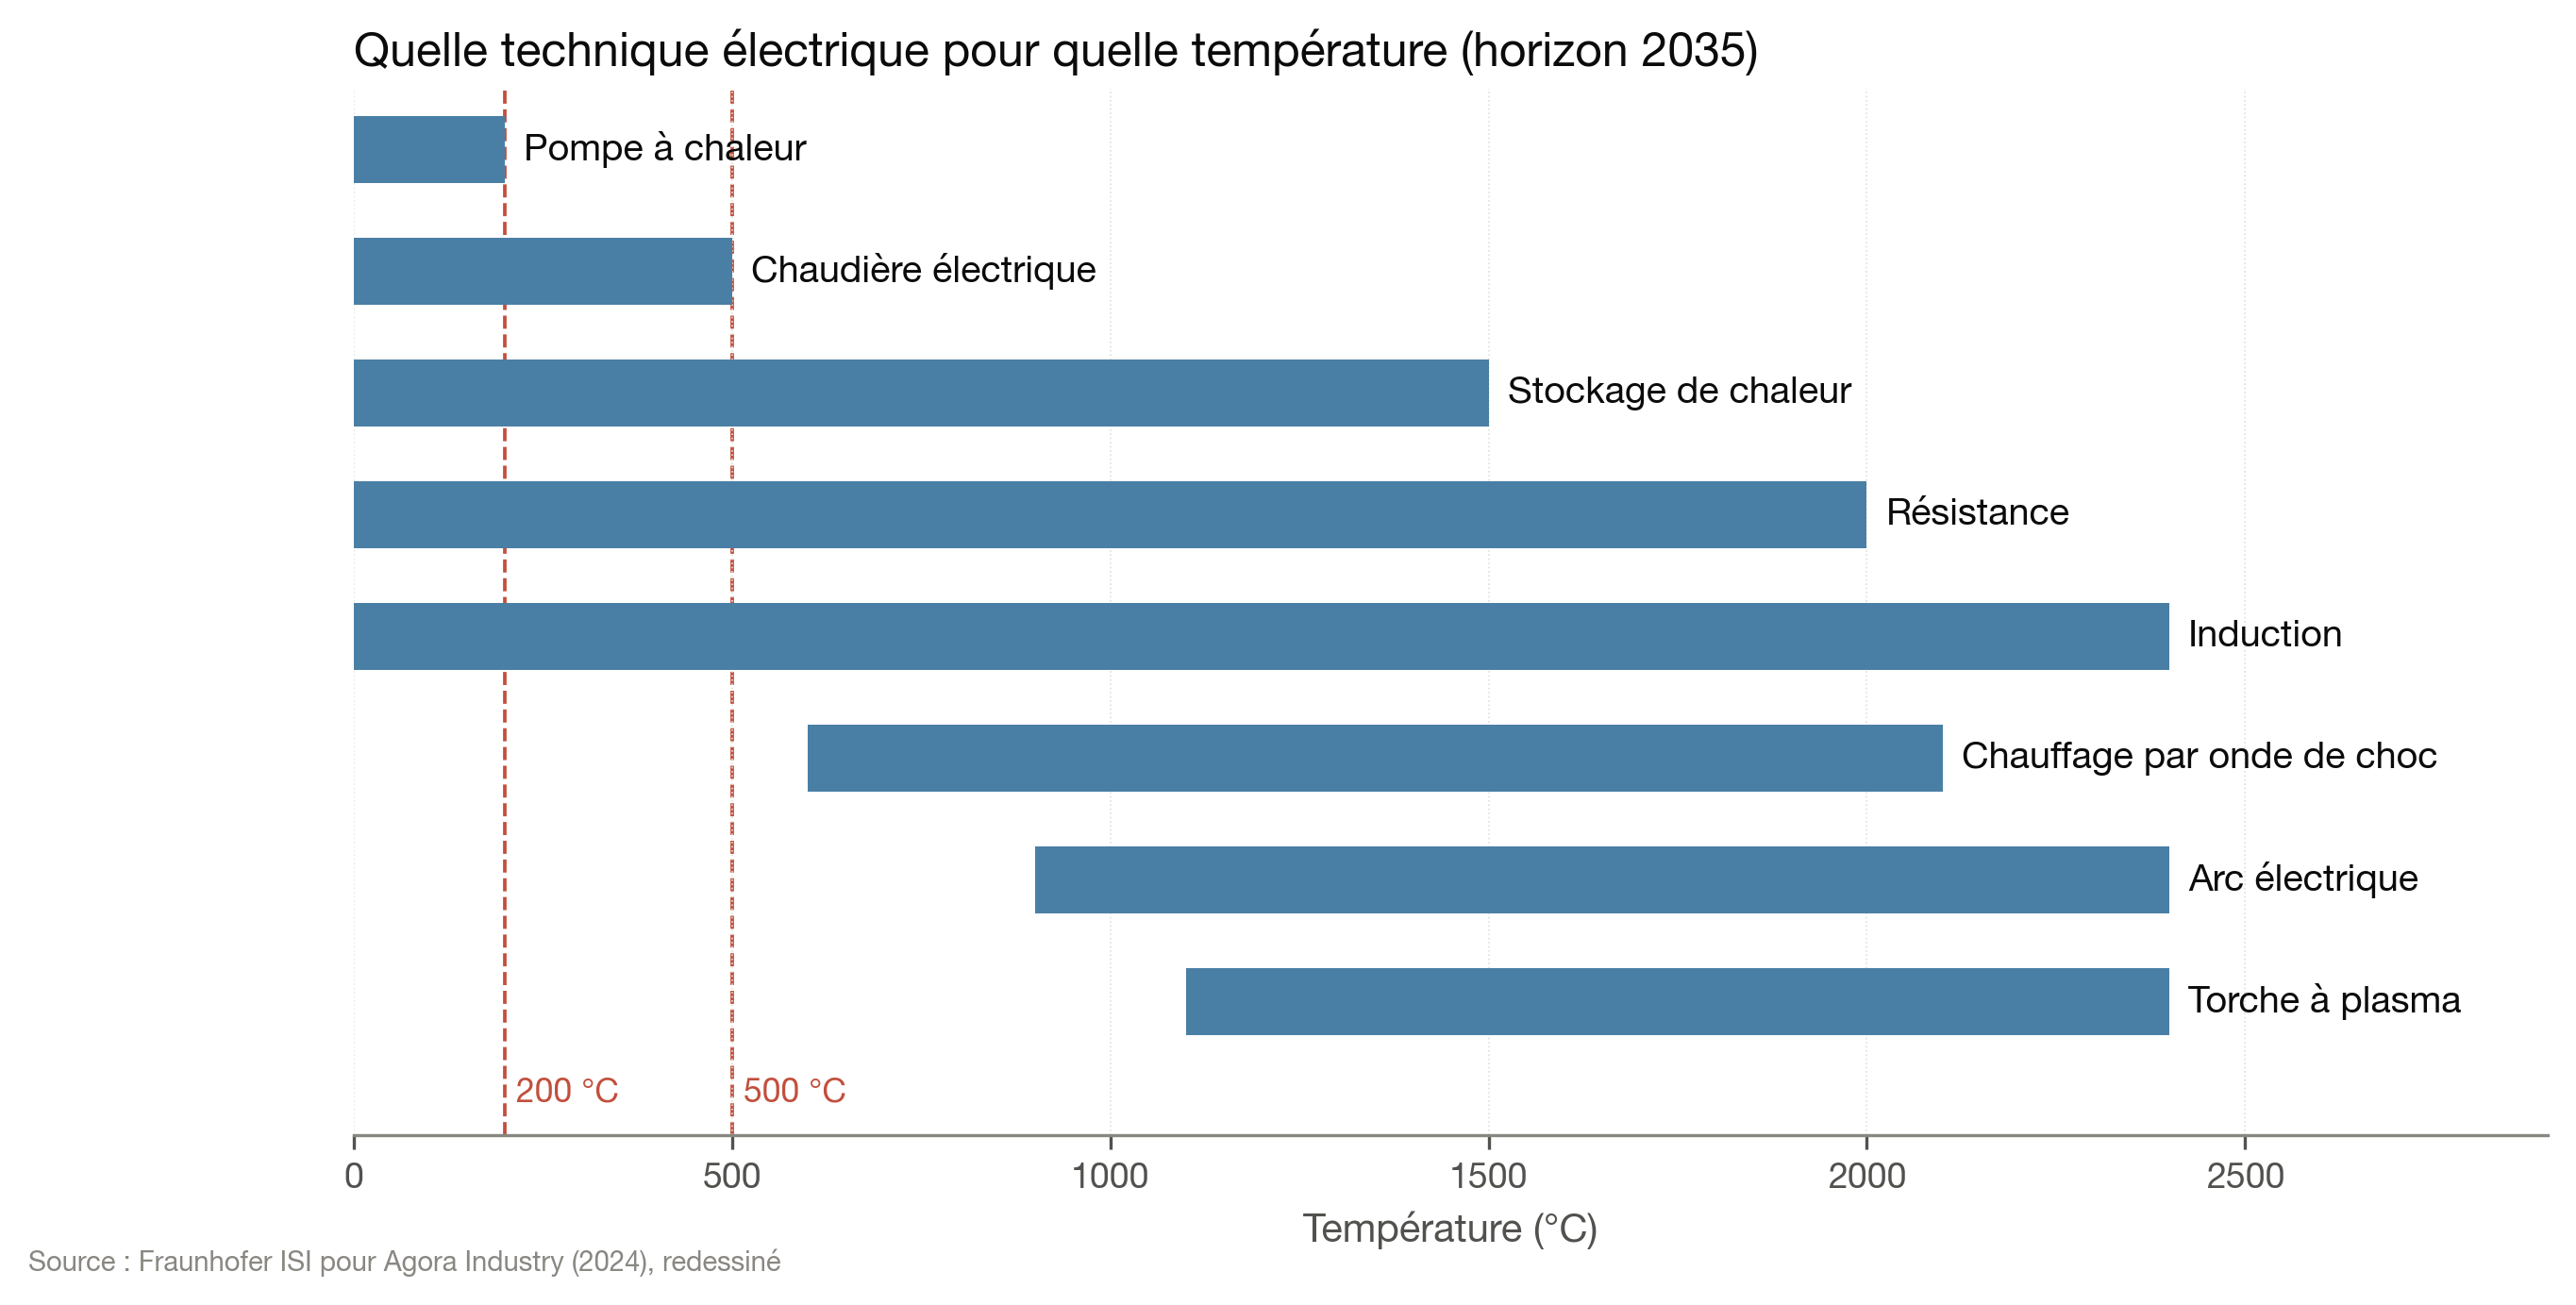 Quelle technique électrique pour quelle température (horizon 2035)
Pompe à chaleur
Chaudière électrique
Stockage de chaleur
Résistance
Induction
Chauffage par onde de choc
Arc électrique
Torche à plasma
200 °C
500 °C
0
500
1000
1500
2000
2500
Température (°C)
Source : Fraunhofer ISI pour Agora Industry (2024), redessiné